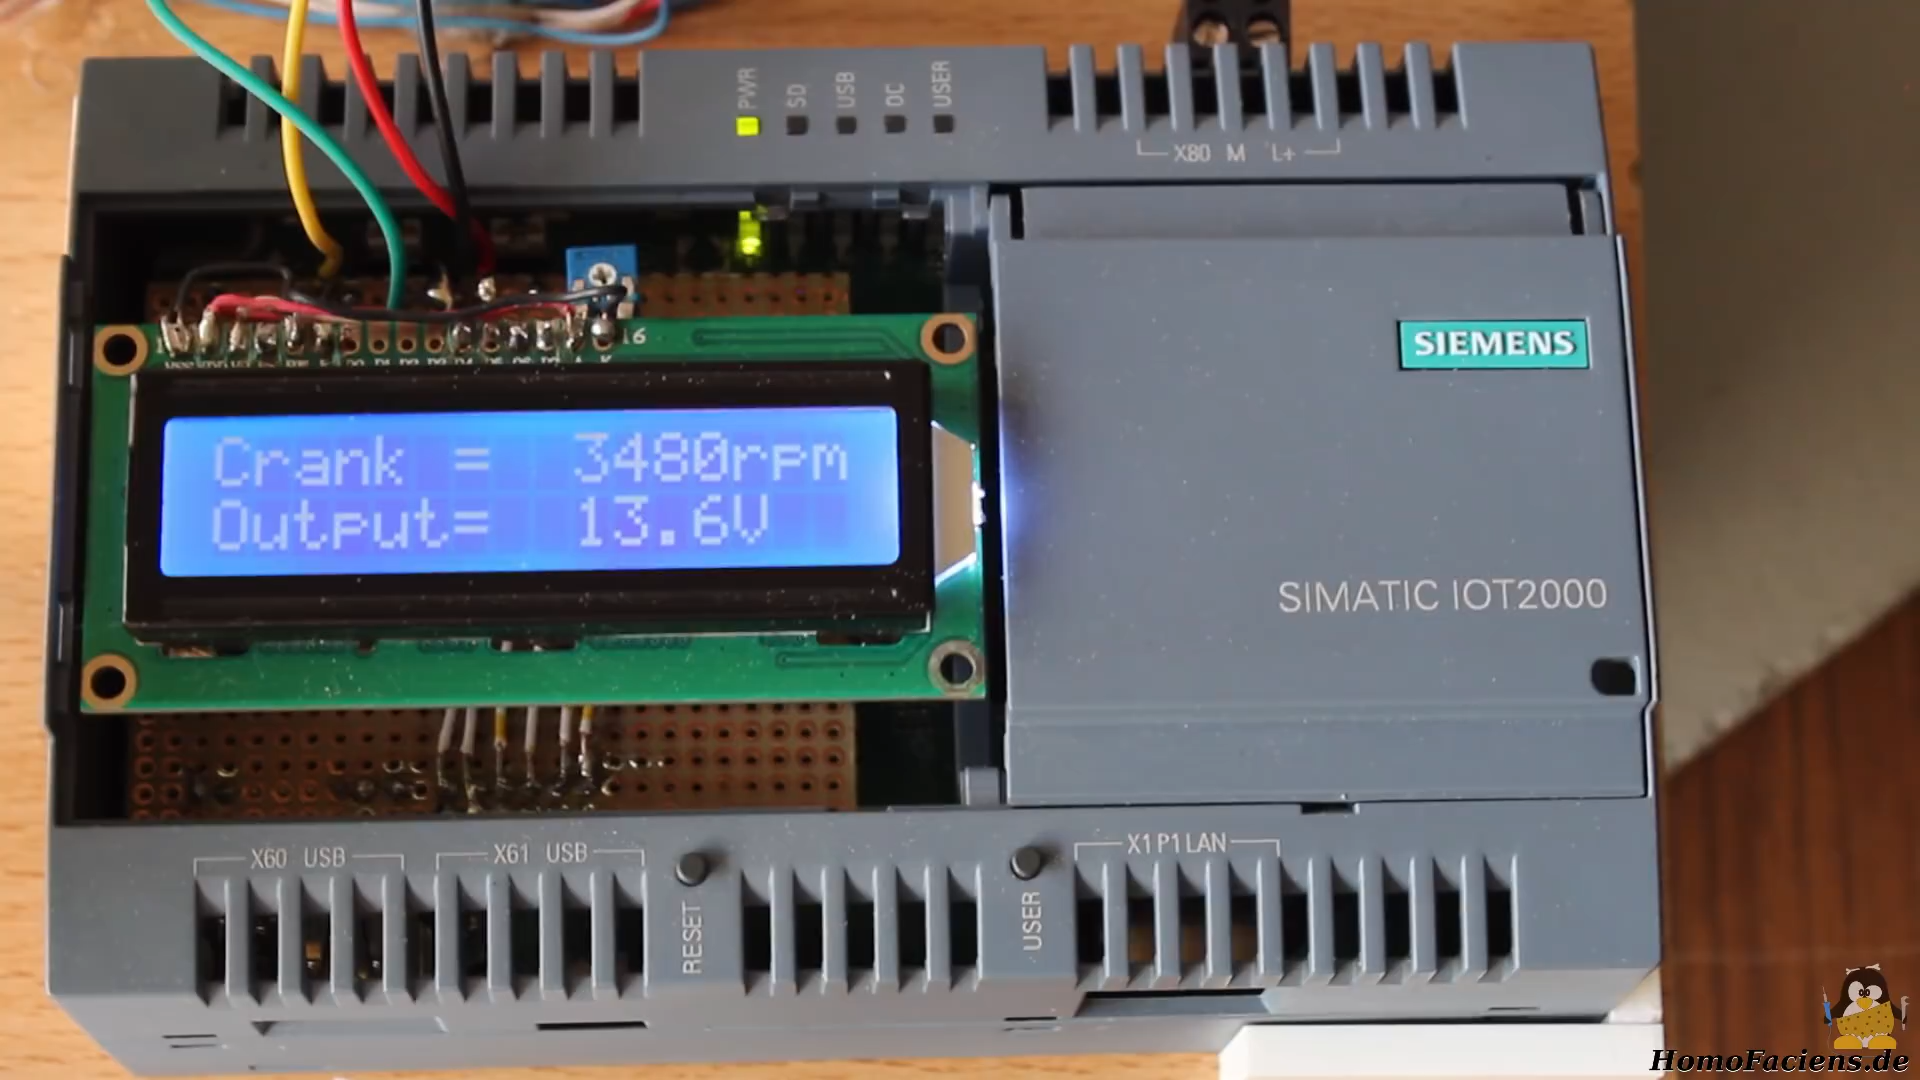 PWR SD USB OC USER
X80 M L+
16
SIEMENS
Crank = 3480rpm
Output= 13.6V
SIMATIC IOT2000
X60 USB
X61 USB
RESET
USER
X1 P1 LAN
HomoFaciens.de